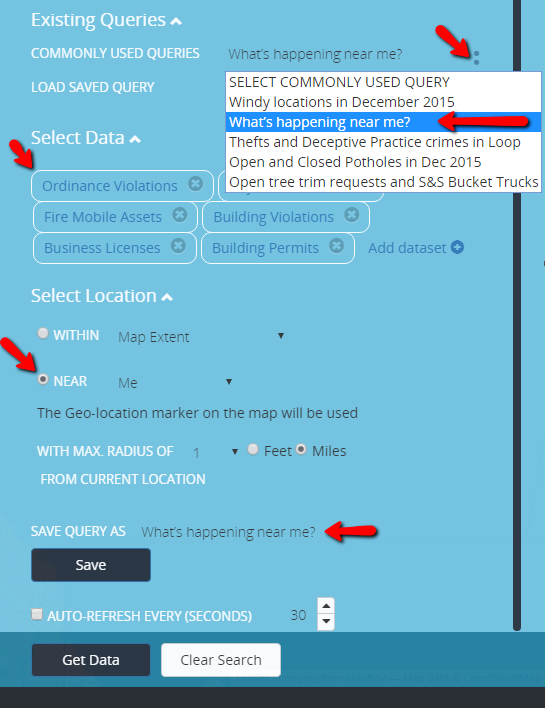 Existing Queries
COMMONLY USED QUERIES What's happening near me?
SELECT COMMONLY USED QUERY
LOAD SAVED QUERY
Windy locations in December 2015
What's happening near me?
Select Data
Thefts and Deceptive Practice crimes in Loop
Open and Closed Potholes in Dec 2015
Open tree trim requests and S&S Bucket Trucks
Ordinance Violations
Fire Mobile Assets Building Violations
Business Licenses Building Permits Add dataset
Select Location
WITHIN Map Extent
NEAR Me
The Geo-location marker on the map will be used
WITH MAX. RADIUS OF 1 Feet Miles
FROM CURRENT LOCATION
SAVE QUERY AS What's happening near me?
Save
AUTO-REFRESH EVERY (SECONDS) 30
Get Data Clear Search